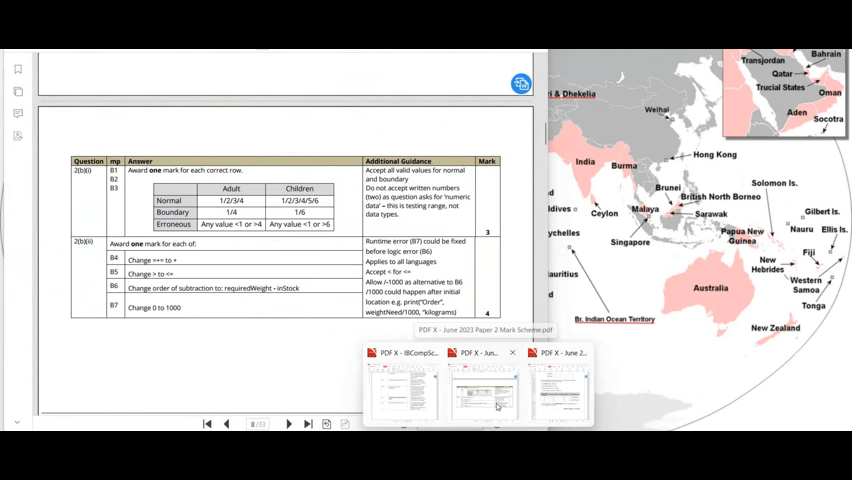 Question mp Answer Additional Guidance Mark
2(b)(i) B1 Award one mark for each correct row. Accept all valid values for normal
B2 and boundary
B3 Adult Children Do not accept written numbers
Normal 1/2/3/4 1/2/3/4/5/6 (two) as question asks for 'numeric
Boundary 1/4 1/6 data' – this is testing range, not
Erroneous Any value <1 or >4 Any value <1 or >6 data types.
3
2(b)(ii) Award one mark for each of: Runtime error (B7) could be fixed
before logic error (B6)
B4 Change =+= to + Applies to all languages
B5 Change > to <= Accept < for <=
B6 Change order of subtraction to: requiredWeight - inStock Allow /-1000 as alternative to B6
/1000 could happen after initial
B7 Change 0 to 1000 location e.g. print("Order",
weightNeed/1000, "kilograms) 4
PDF X - June 2023 Paper 2 Mark Scheme.pdf
PDF X - IBCompSc... PDF X - Jun... PDF X - June 2...
8 /33
Transjordan
Bahrain
Qatar
Trucial States
Oman
Aden
Socotra
ri & Dhekelia
Weihai
Hong Kong
India
Burma
Brunei
British North Borneo
Solomon Is.
Malaya
Sarawak
ldives
Ceylon
Singapore
Papua New
Guinea
Gilbert Is.
Nauru
Ellis Is.
ychelles
Fiji
New
Hebrides
Western
Samoa
auritius
Australia
Tonga
Br. Indian Ocean Territory
New Zealand